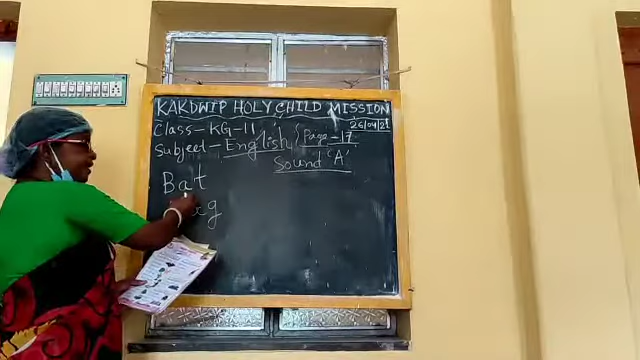 KAKDWIP HOLY CHILD MISSION
26/04/21
Class - KG-II
Page - 17
Subject - English
Sound 'A'
Bat